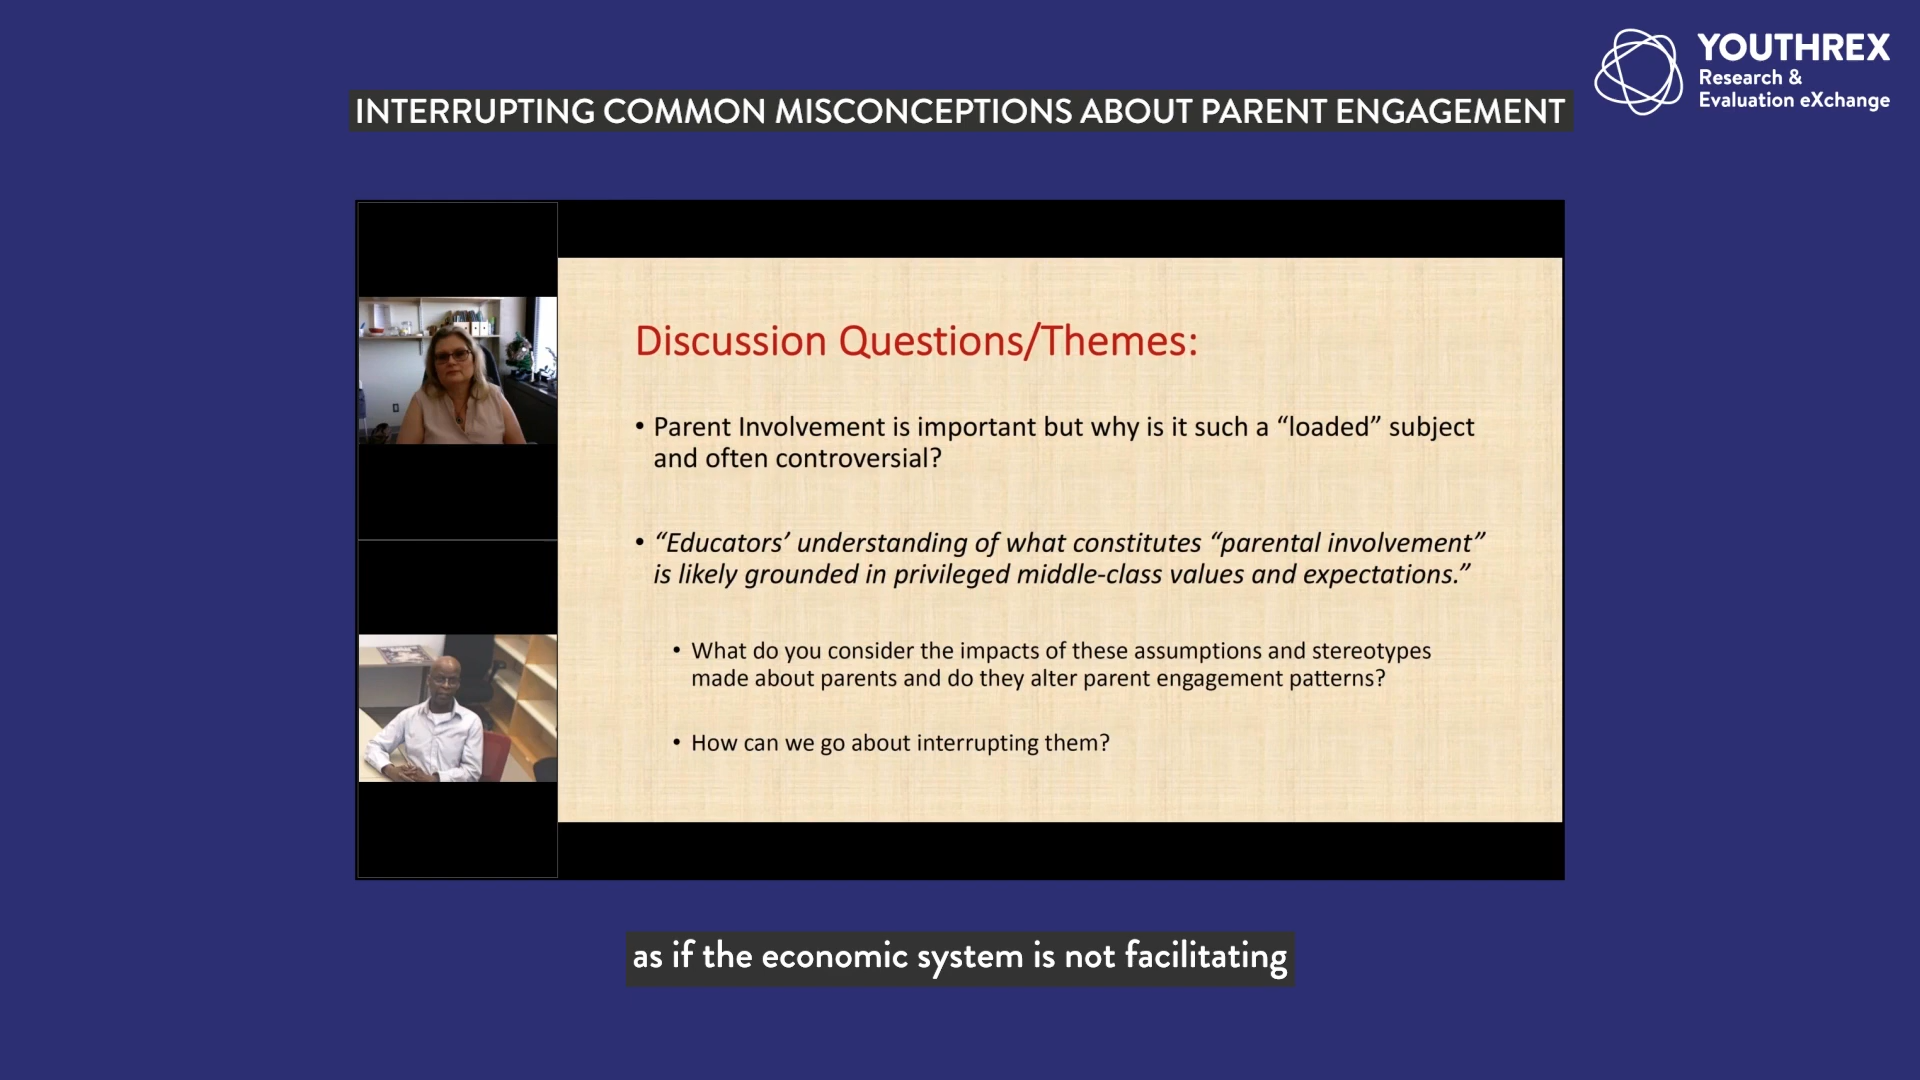 YOUTHREX
Research &
Evaluation eXchange
INTERRUPTING COMMON MISCONCEPTIONS ABOUT PARENT ENGAGEMENT
Discussion Questions/Themes:
• Parent Involvement is important but why is it such a “loaded” subject
and often controversial?
• “Educators’ understanding of what constitutes “parental involvement”
is likely grounded in privileged middle-class values and expectations.”
• What do you consider the impacts of these assumptions and stereotypes
made about parents and do they alter parent engagement patterns?
• How can we go about interrupting them?
as if the economic system is not facilitating